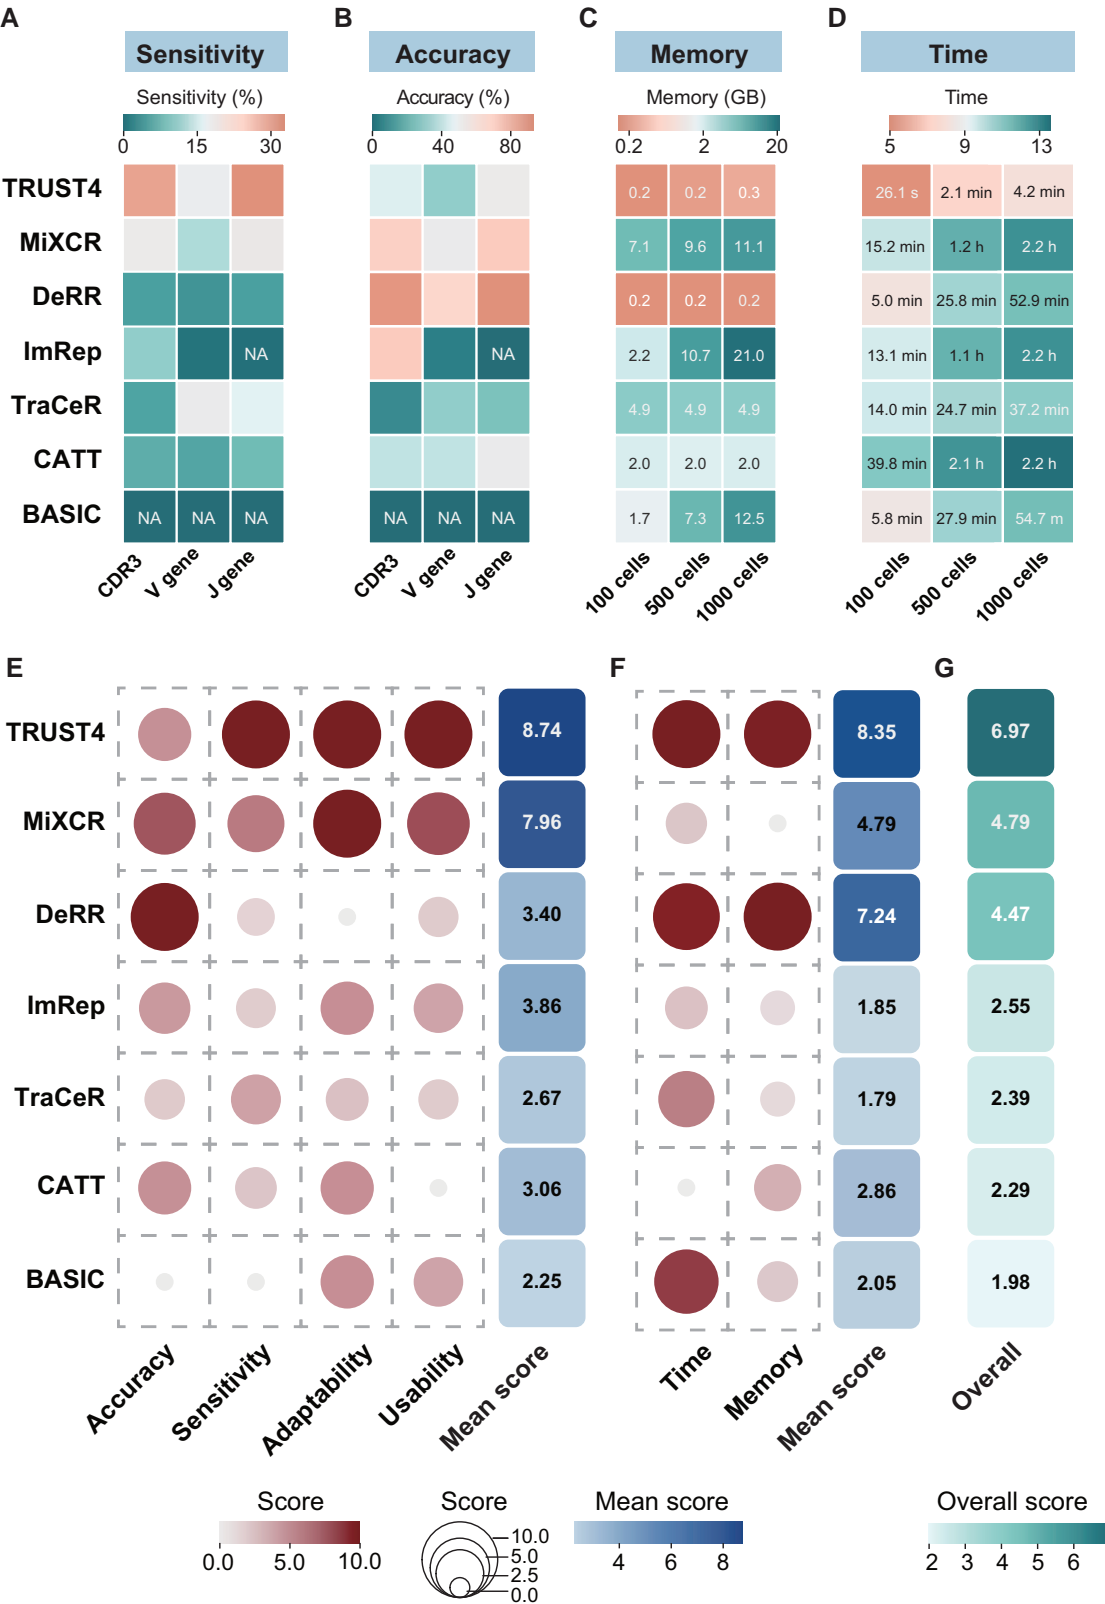 A
B
C
D
Sensitivity
Accuracy
Memory
Time
Sensitivity (%)
Accuracy (%)
Memory (GB)
Time
0 15 30
0 40 80
0.2 2 20
5 9 13
TRUST4
0.2 0.2 0.3
26.1 s 2.1 min 4.2 min
MiXCR
7.1 9.6 11.1
15.2 min 1.2 h 2.2 h
DeRR
0.2 0.2 0.2
5.0 min 25.8 min 52.9 min
ImRep
NA
NA
2.2 10.7 21.0
13.1 min 1.1 h 2.2 h
TraCeR
4.9 4.9 4.9
14.0 min 24.7 min 37.2 min
CATT
2.0 2.0 2.0
39.8 min 2.1 h 2.2 h
BASIC
NA NA NA
NA NA NA
1.7 7.3 12.5
5.8 min 27.9 min 54.7 m
CDR3 V gene J gene
CDR3 V gene J gene
100 cells 500 cells 1000 cells
100 cells 500 cells 1000 cells
E
F
G
TRUST4
8.74
8.35
6.97
MiXCR
7.96
4.79
4.79
DeRR
3.40
7.24
4.47
ImRep
3.86
1.85
2.55
TraCeR
2.67
1.79
2.39
CATT
3.06
2.86
2.29
BASIC
2.25
2.05
1.98
Accuracy
Sensitivity
Adaptability
Usability
Mean score
Time
Memory
Mean score
Overall
Score
0.0 5.0 10.0
Score
10.0
5.0
2.5
0.0
Mean score
4 6 8
Overall score
2 3 4 5 6